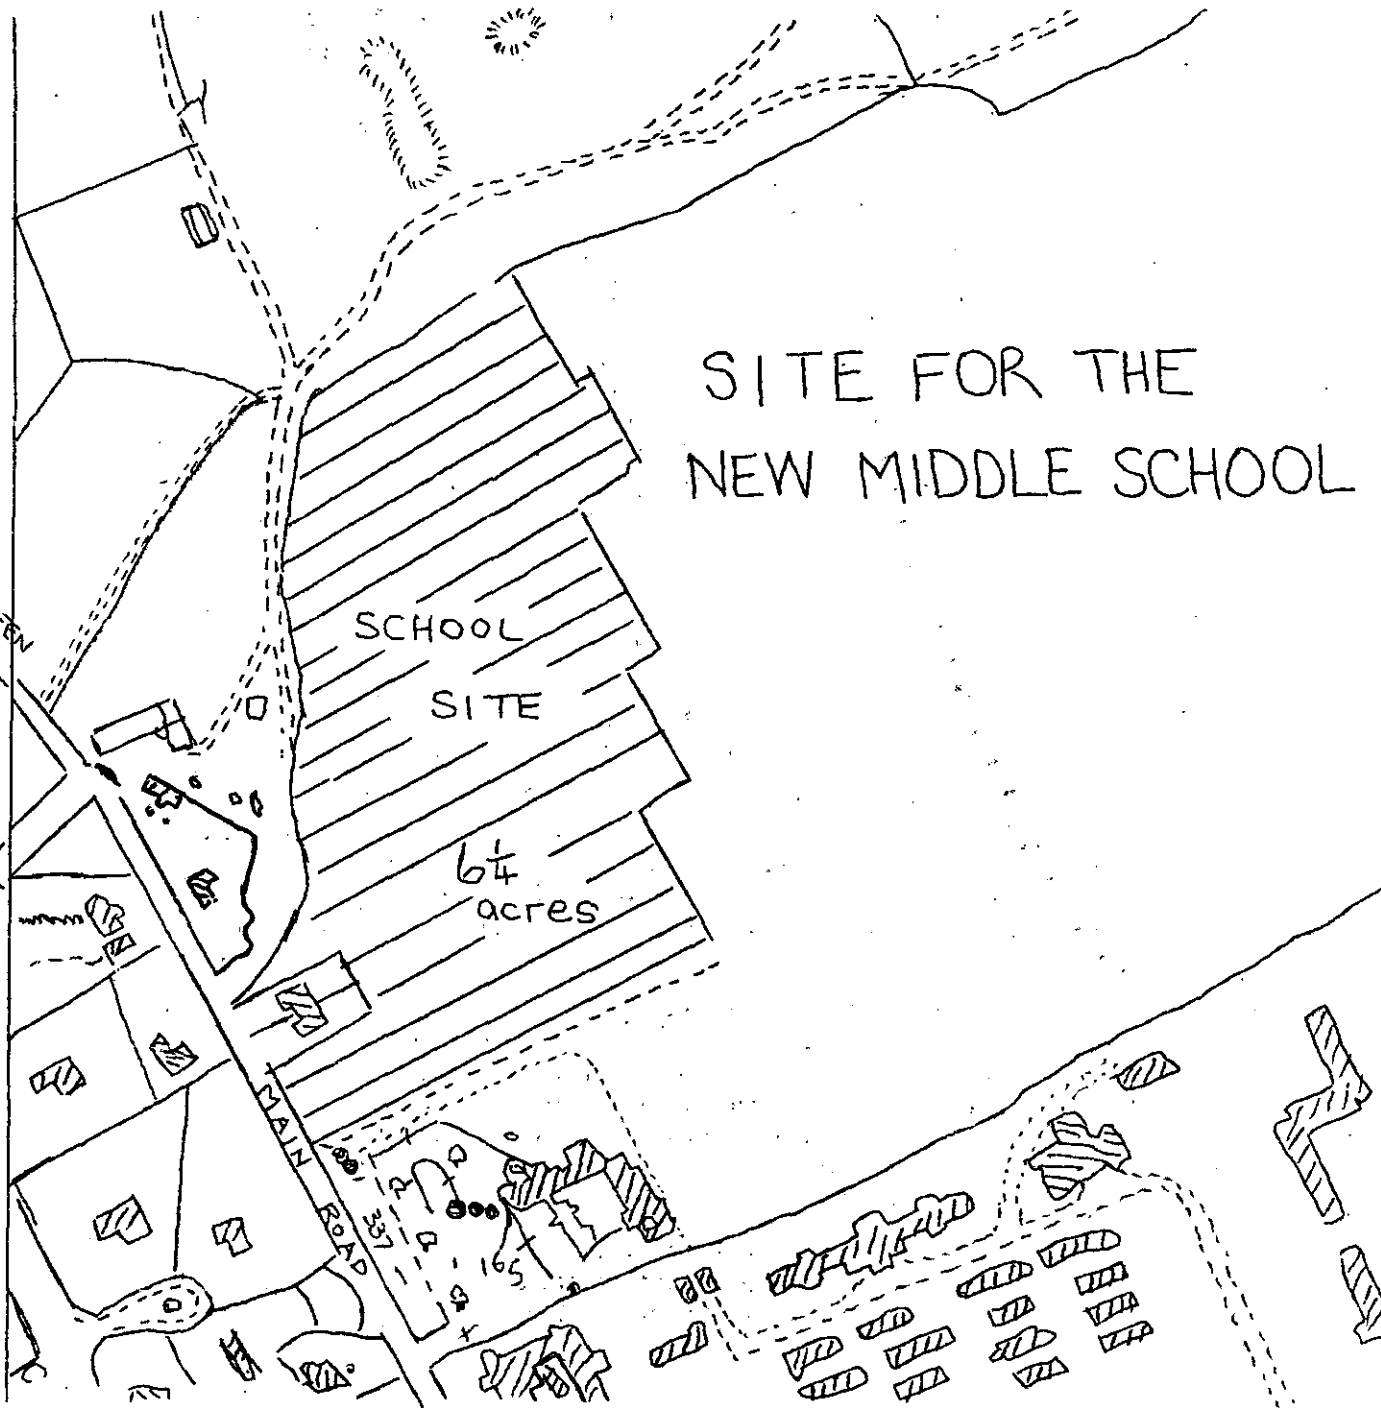 SITE FOR THE
NEW MIDDLE SCHOOL
SCHOOL
SITE
6¼
acres
MAIN ROAD
337
165